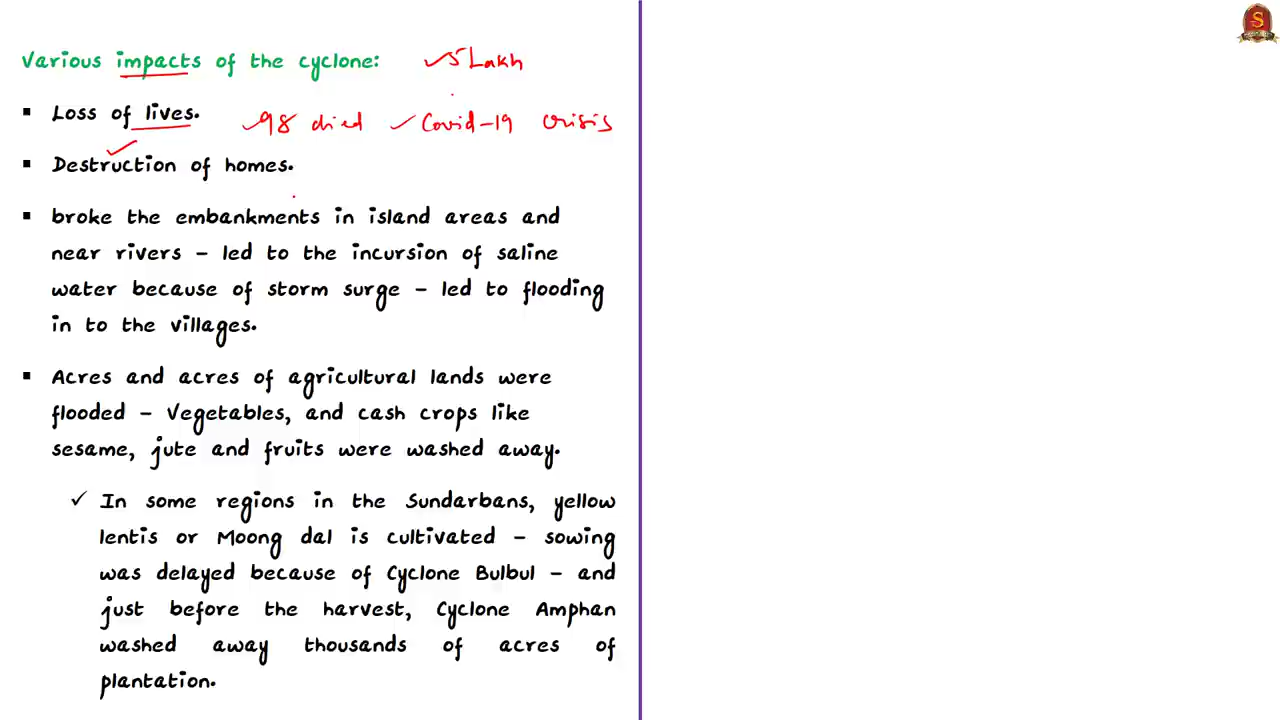 Various impacts of the cyclone: 5 Lakh
▪ Loss of lives. 98 died ✓ Covid-19 crisis
▪ Destruction of homes.
▪ broke the embankments in island areas and
near rivers – led to the incursion of saline
water because of storm surge – led to flooding
in to the villages.
▪ Acres and acres of agricultural lands were
flooded – Vegetables, and cash crops like
sesame, jute and fruits were washed away.
✓ In some regions in the Sundarbans, yellow
lentis or Moong dal is cultivated – sowing
was delayed because of Cyclone Bulbul – and
just before the harvest, Cyclone Amphan
washed away thousands of acres of
plantation.
S